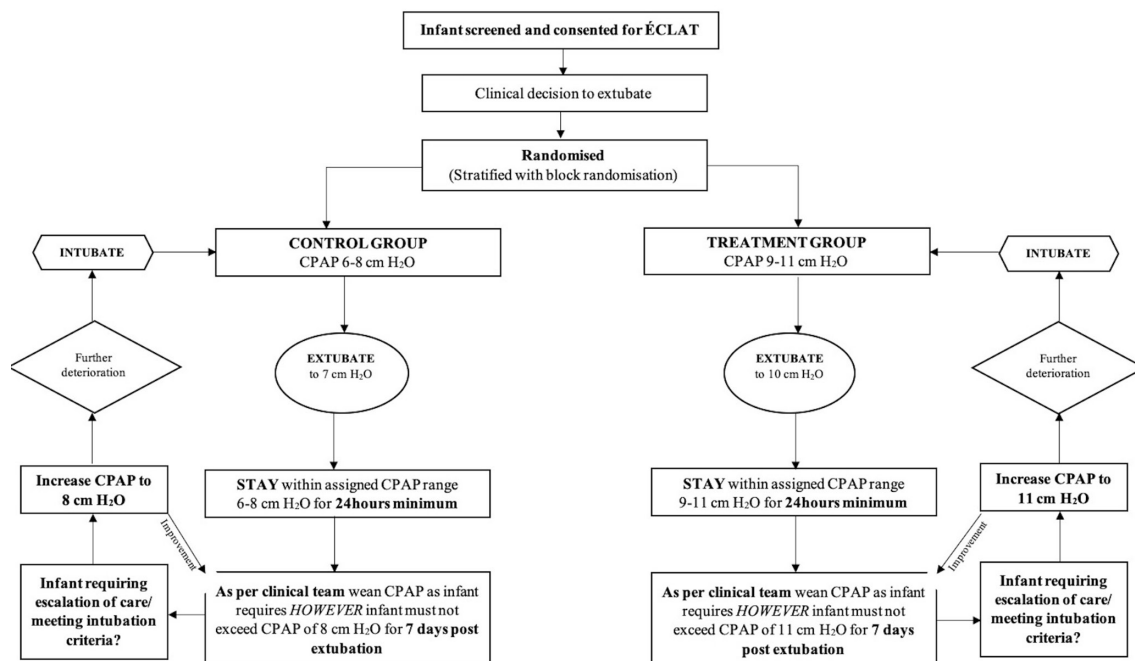 Infant screened and consented for ÉCLAT
Clinical decision to extubate
Randomised
(Stratified with block randomisation)
INTUBATE
CONTROL GROUP
CPAP 6-8 cm H₂O
TREATMENT GROUP
CPAP 9-11 cm H₂O
INTUBATE
Further
deterioration
EXTUBATE
to 7 cm H₂O
EXTUBATE
to 10 cm H₂O
Further
deterioration
Increase CPAP to
8 cm H₂O
STAY within assigned CPAP range
6-8 cm H₂O for 24hours minimum
STAY within assigned CPAP range
9-11 cm H₂O for 24hours minimum
Increase CPAP to
11 cm H₂O
Improvement
Improvement
Infant requiring
escalation of care/
meeting intubation
criteria?
As per clinical team wean CPAP as infant
requires HOWEVER infant must not
exceed CPAP of 8 cm H₂O for 7 days post
extubation
As per clinical team wean CPAP as infant
requires HOWEVER infant must not
exceed CPAP of 11 cm H₂O for 7 days
post extubation
Infant requiring
escalation of care/
meeting intubation
criteria?